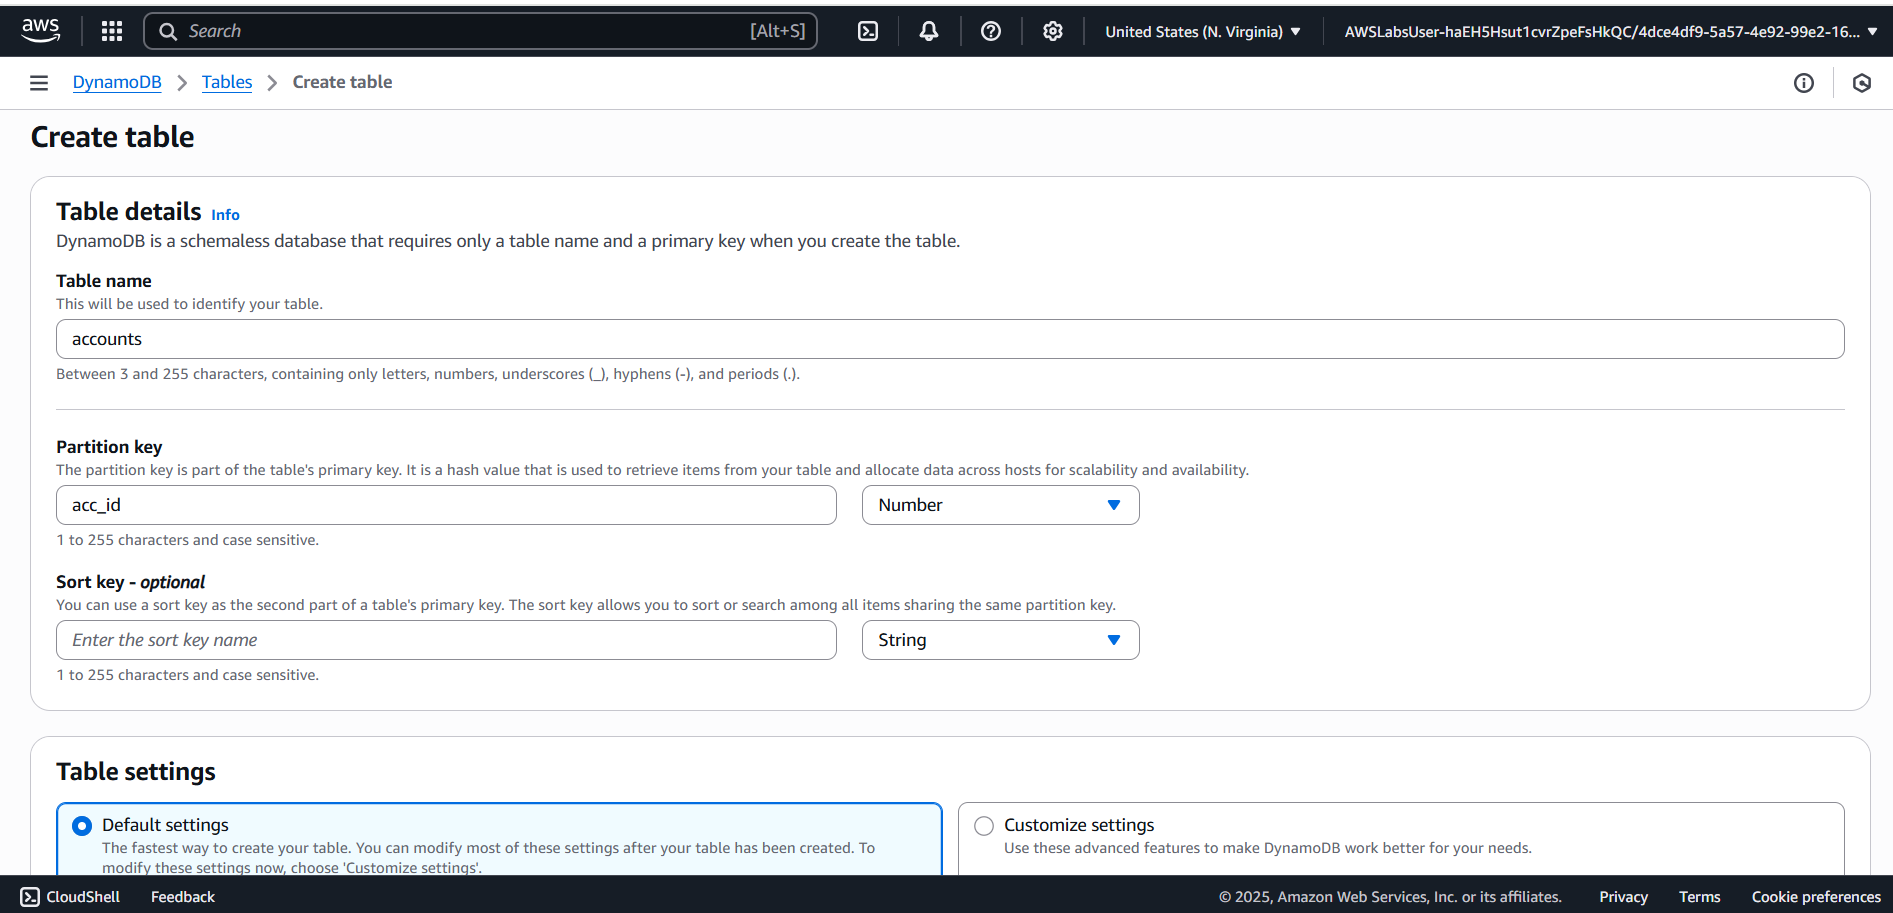 aws
Search [Alt+S] United States (N. Virginia) ▼ AWSLabsUser-haEH5Hsut1cvrZpeFsHkQC/4dce4df9-5a57-4e92-99e2-16... ▼
DynamoDB > Tables > Create table
Create table
Table details Info
DynamoDB is a schemaless database that requires only a table name and a primary key when you create the table.
Table name
This will be used to identify your table.
accounts
Between 3 and 255 characters, containing only letters, numbers, underscores (_), hyphens (-), and periods (.).
Partition key
The partition key is part of the table's primary key. It is a hash value that is used to retrieve items from your table and allocate data across hosts for scalability and availability.
acc_id Number
1 to 255 characters and case sensitive.
Sort key - optional
You can use a sort key as the second part of a table's primary key. The sort key allows you to sort or search among all items sharing the same partition key.
Enter the sort key name String
1 to 255 characters and case sensitive.
Table settings
Default settings
The fastest way to create your table. You can modify most of these settings after your table has been created. To
modify these settings now, choose 'Customize settings'.
Customize settings
Use these advanced features to make DynamoDB work better for your needs.
CloudShell Feedback © 2025, Amazon Web Services, Inc. or its affiliates. Privacy Terms Cookie preferences